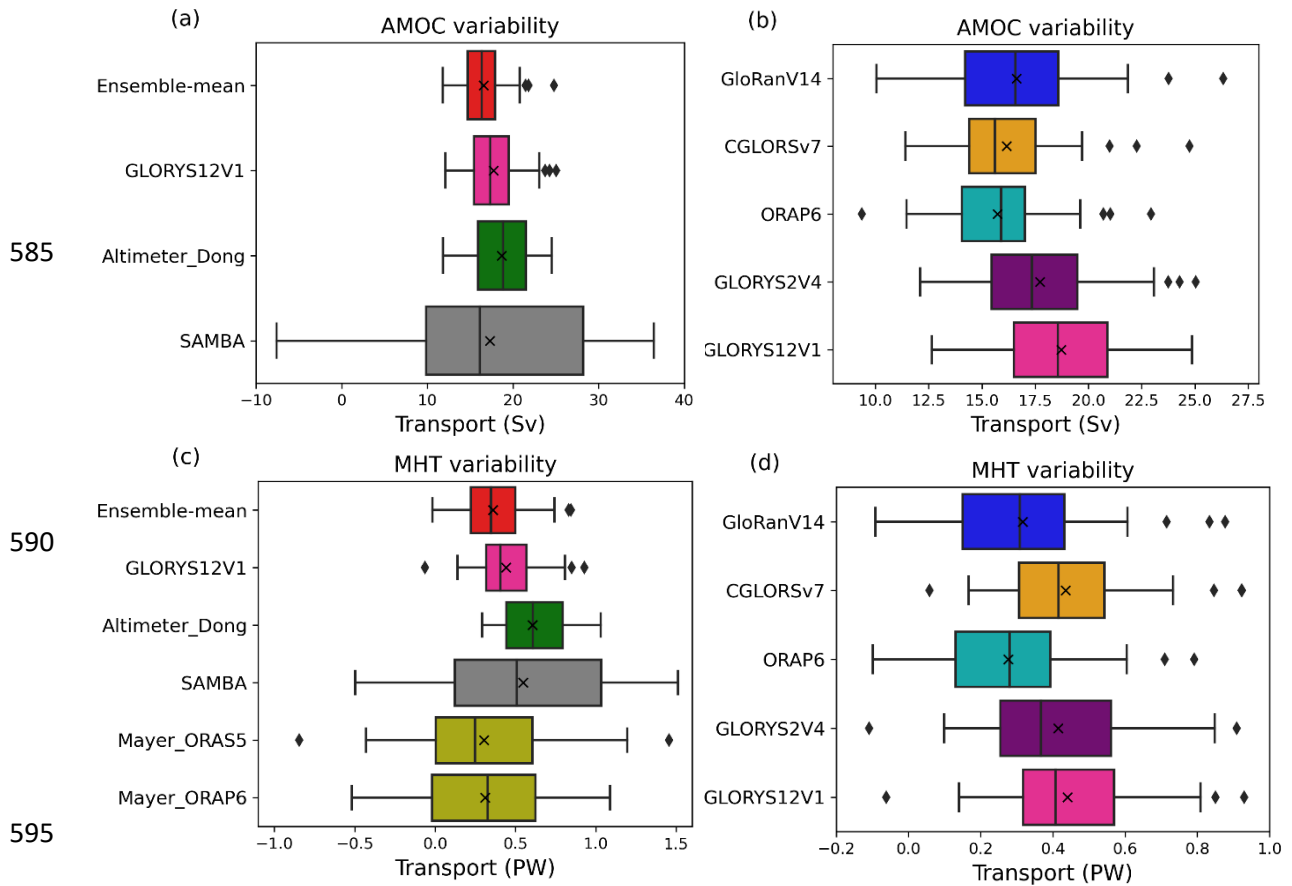 (a)
AMOC variability
Ensemble-mean
GLORYS12V1
585
Altimeter_Dong
SAMBA
−10 0 10 20 30 40
Transport (Sv)
(b)
AMOC variability
GloRanV14
CGLORSv7
ORAP6
GLORYS2V4
GLORYS12V1
10.0 12.5 15.0 17.5 20.0 22.5 25.0 27.5
Transport (Sv)
(c)
MHT variability
Ensemble-mean
590
GLORYS12V1
Altimeter_Dong
SAMBA
Mayer_ORAS5
Mayer_ORAP6
595
−1.0 −0.5 0.0 0.5 1.0 1.5
Transport (PW)
(d)
MHT variability
GloRanV14
CGLORSv7
ORAP6
GLORYS2V4
GLORYS12V1
−0.2 0.0 0.2 0.4 0.6 0.8 1.0
Transport (PW)